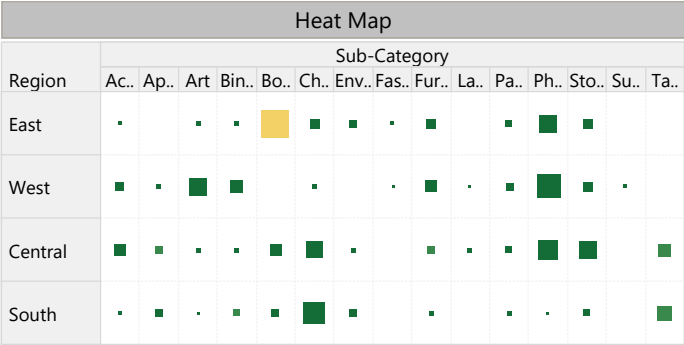 Heat Map
Sub-Category
Region Ac.. Ap.. Art Bin.. Bo.. Ch.. Env.. Fas.. Fur.. La.. Pa.. Ph.. Sto.. Su.. Ta..
East
West
Central
South